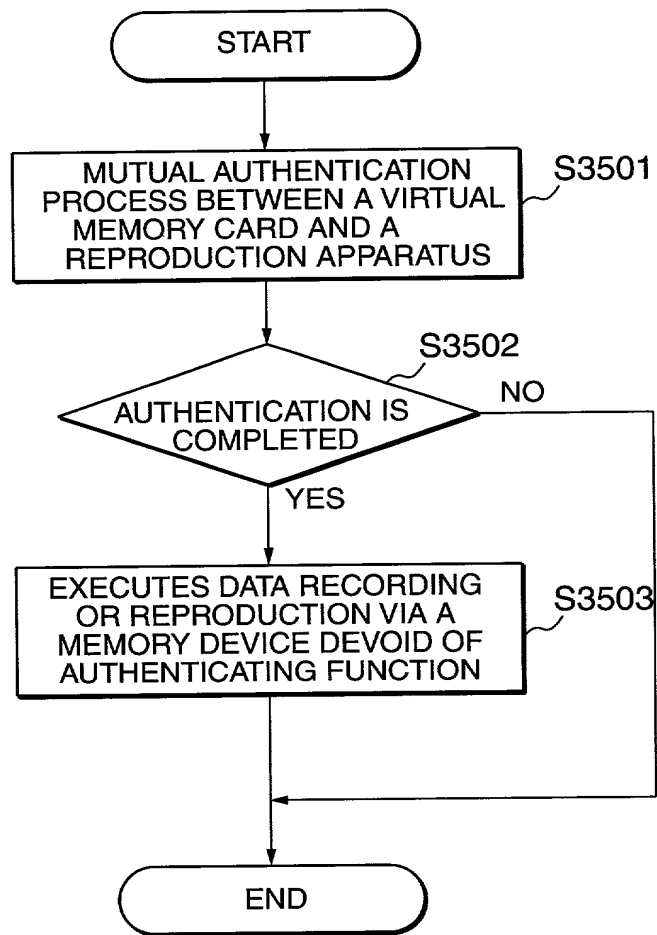 START
MUTUAL AUTHENTICATION
PROCESS BETWEEN A VIRTUAL
MEMORY CARD AND A
REPRODUCTION APPARATUS
S3501
S3502
AUTHENTICATION IS
COMPLETED
NO
YES
EXECUTES DATA RECORDING
OR REPRODUCTION VIA A
MEMORY DEVICE DEVOID OF
AUTHENTICATING FUNCTION
S3503
END